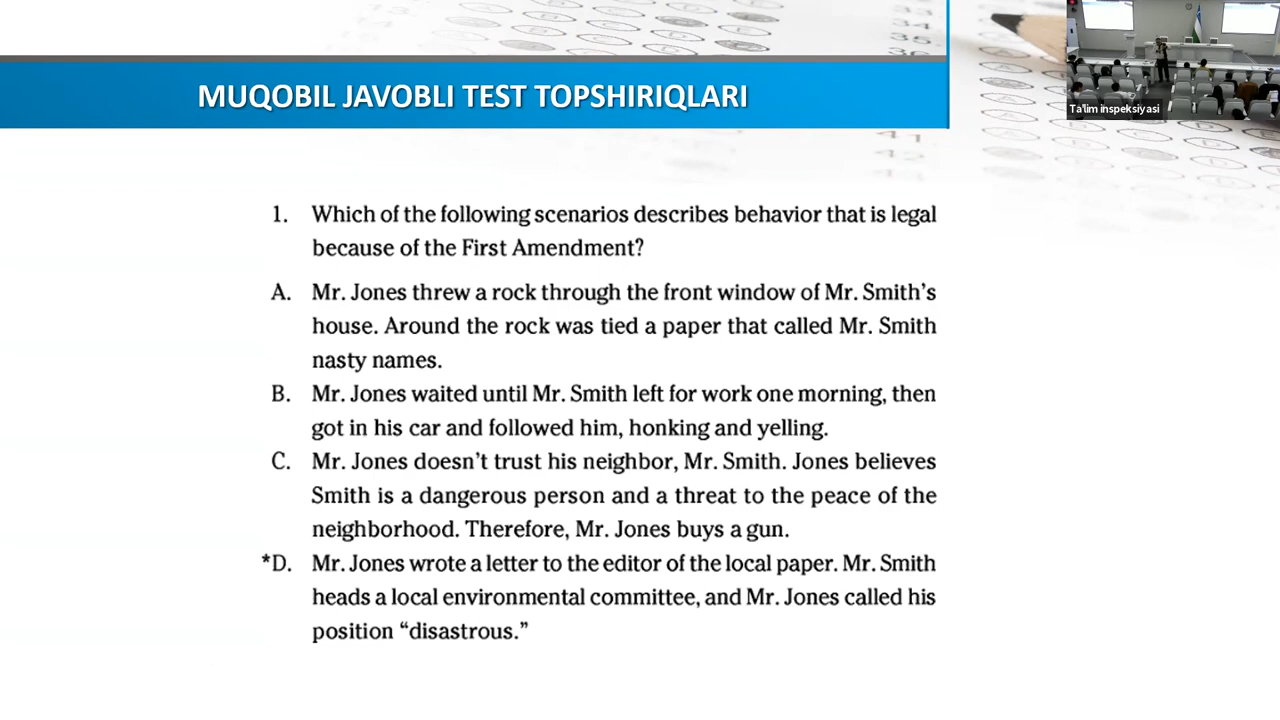 MUQOBIL JAVOBLI TEST TOPSHIRIQLARI
Ta'lim inspeksiyasi
1. Which of the following scenarios describes behavior that is legal
because of the First Amendment?
A. Mr. Jones threw a rock through the front window of Mr. Smith’s
house. Around the rock was tied a paper that called Mr. Smith
nasty names.
B. Mr. Jones waited until Mr. Smith left for work one morning, then
got in his car and followed him, honking and yelling.
C. Mr. Jones doesn’t trust his neighbor, Mr. Smith. Jones believes
Smith is a dangerous person and a threat to the peace of the
neighborhood. Therefore, Mr. Jones buys a gun.
*D. Mr. Jones wrote a letter to the editor of the local paper. Mr. Smith
heads a local environmental committee, and Mr. Jones called his
position “disastrous.”